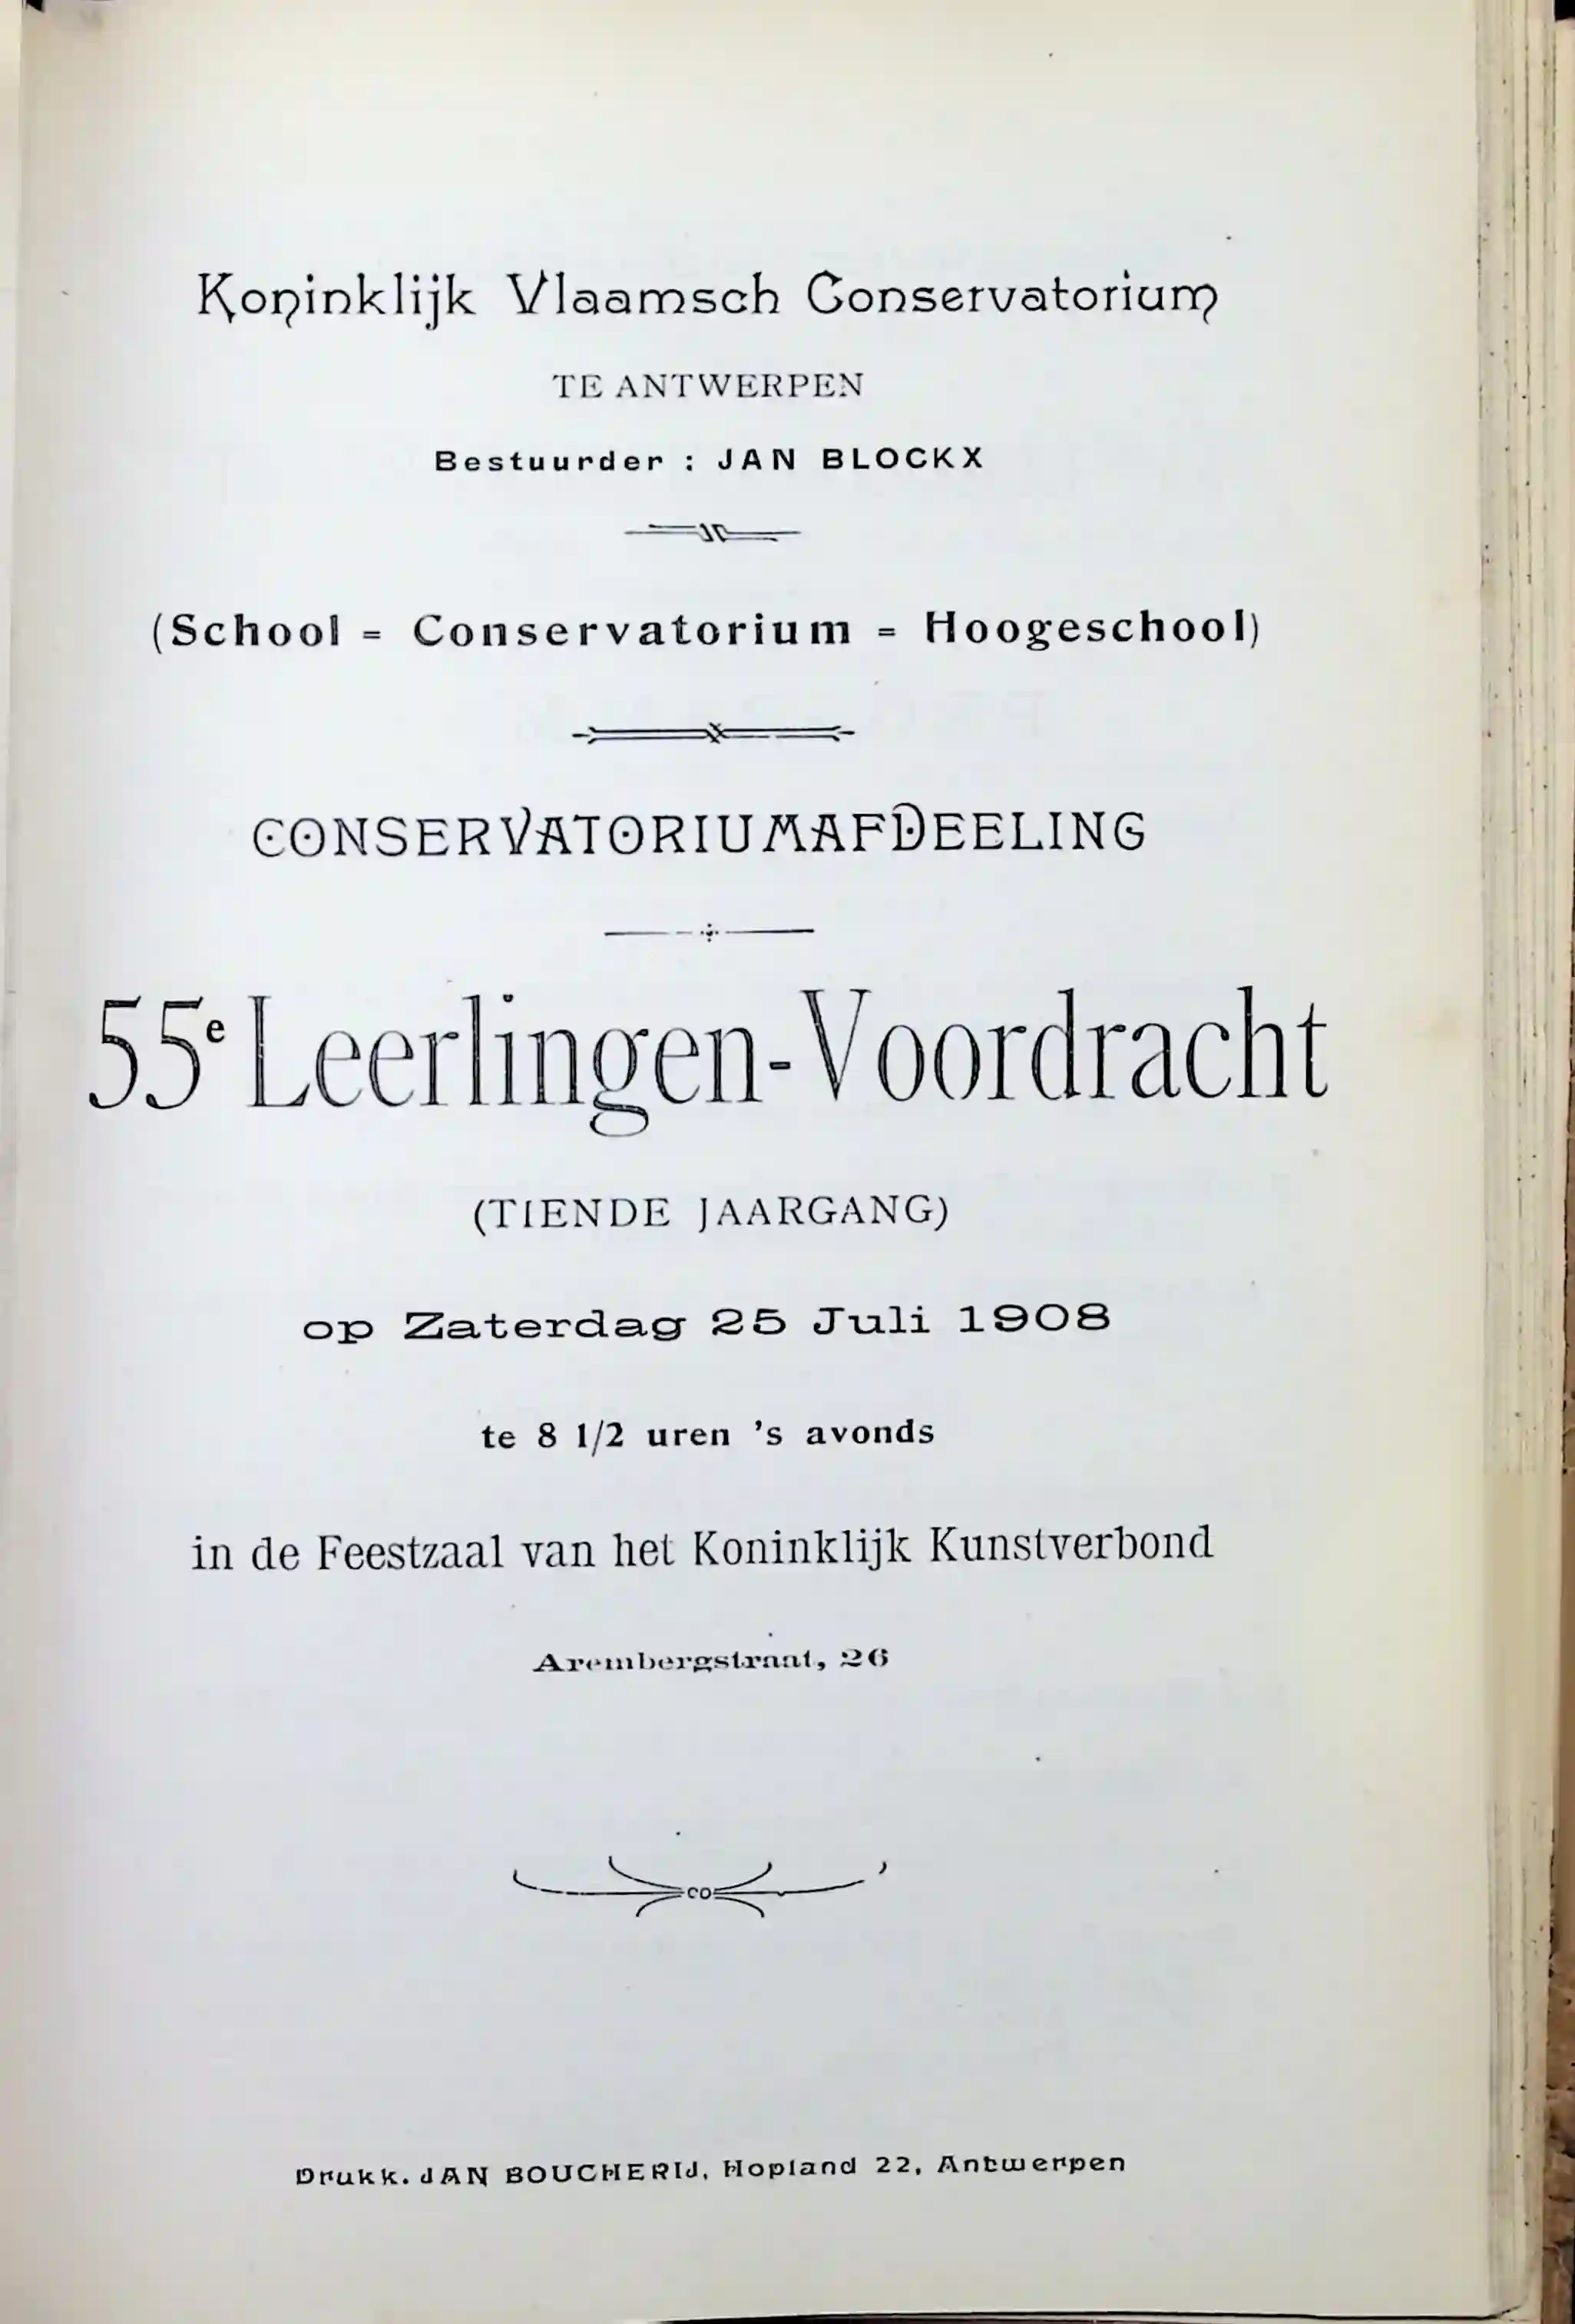 Koninklijk Vlaamsch Conservatorium
TE ANTWERPEN
Bestuurder : JAN BLOCKX
(School = Conservatorium = Hoogeschool)
CONSERVATORIUMAFDEELING
55e Leerlingen-Voordracht
(TIENDE JAARGANG)
op Zaterdag 25 Juli 1908
te 8 1/2 uren 's avonds
in de Feestzaal van het Koninklijk Kunstverbond
Arembergstraat, 26
Drukk. JAN BOUCHERIJ, Hopland 22, Antwerpen